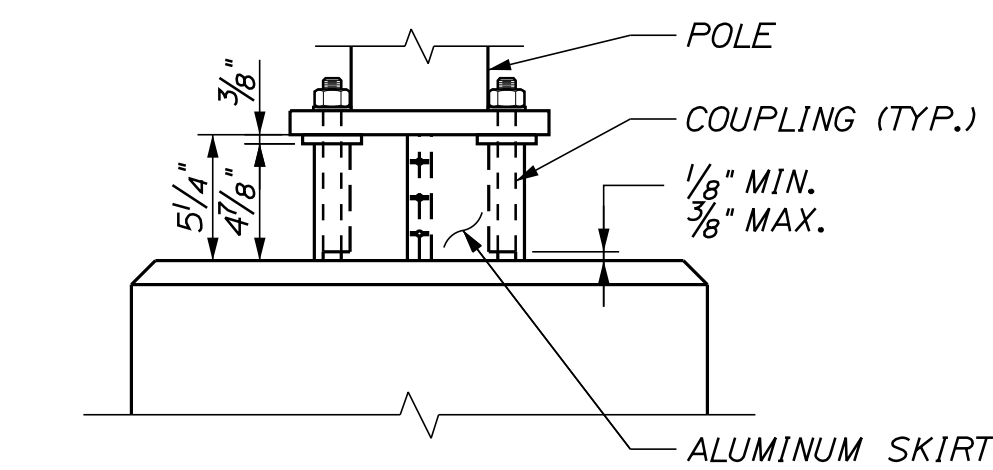 POLE
3/8"
COUPLING (TYP.)
5 1/4"
4 7/8"
1/8" MIN.
3/8" MAX.
ALUMINUM SKIRT